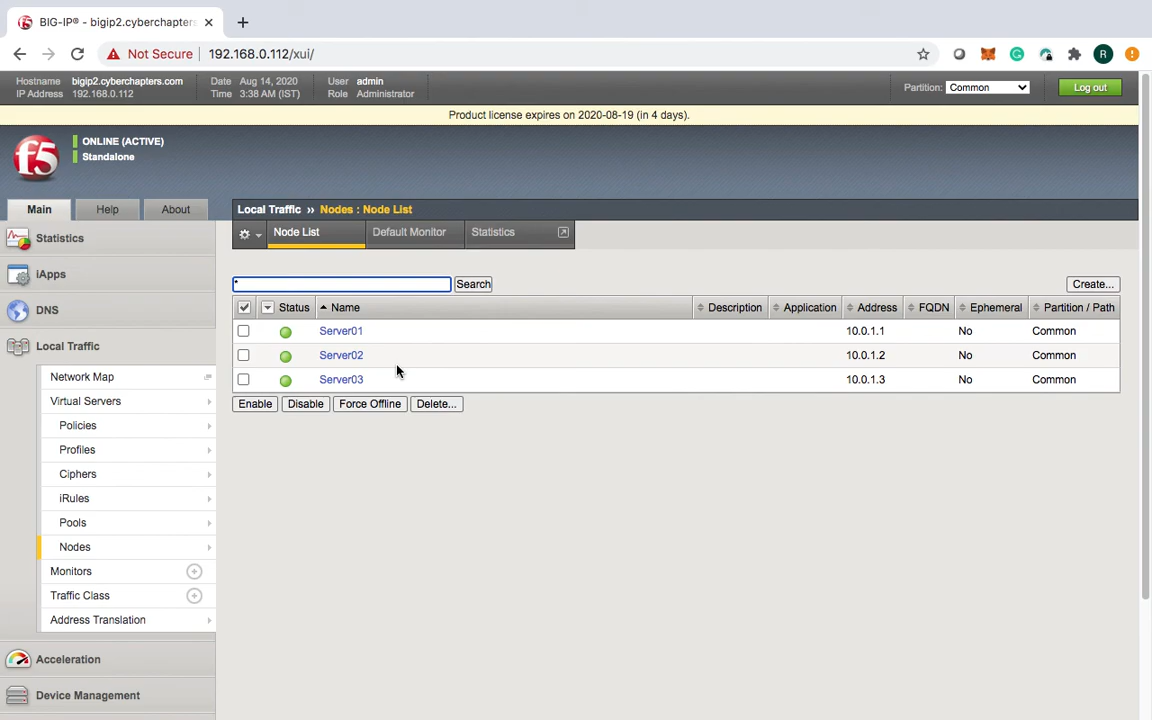 BIG-IP® - bigip2.cyberchapters
Not Secure 192.168.0.112/xui/
R
Hostname bigip2.cyberchapters.com Date Aug 14, 2020 User admin
IP Address 192.168.0.112 Time 3:38 AM (IST) Role Administrator
Partition: Common Log out
Product license expires on 2020-08-19 (in 4 days).
f5
ONLINE (ACTIVE)
Standalone
Main Help About
Local Traffic ›› Nodes : Node List
Statistics
iApps
DNS
Local Traffic
Network Map
Virtual Servers
Policies
Profiles
Ciphers
iRules
Pools
Nodes
Monitors
Traffic Class
Address Translation
Acceleration
Device Management
Node List Default Monitor Statistics
* Search Create...
Status Name Description Application Address FQDN Ephemeral Partition / Path
Server01 10.0.1.1 No Common
Server02 10.0.1.2 No Common
Server03 10.0.1.3 No Common
Enable Disable Force Offline Delete...